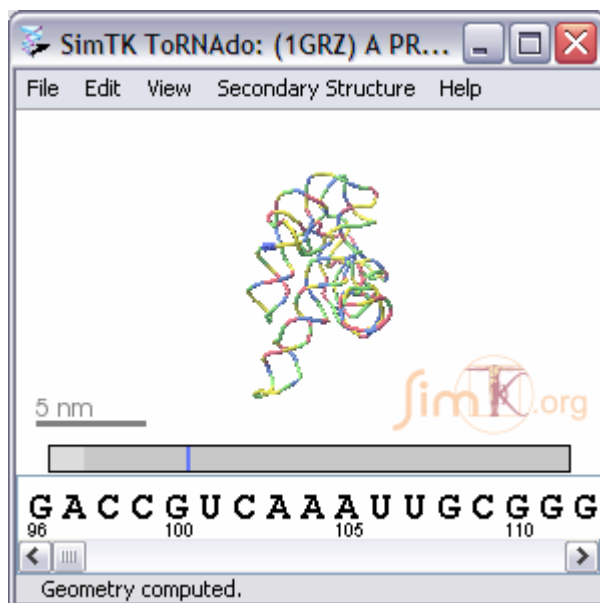 SimTK ToRNAdo: (1GRZ) A PR...
File Edit View Secondary Structure Help
5 nm
SimTK.org
G A C C G U C A A A U U G C G G G
96 100 105 110
Geometry computed.